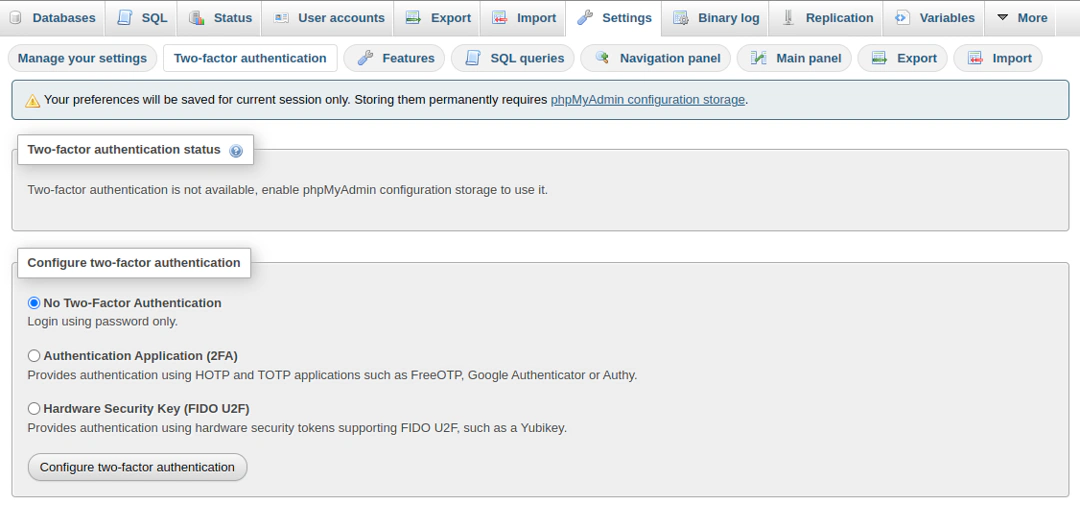 Databases SQL Status User accounts Export Import Settings Binary log Replication Variables More
Manage your settings Two-factor authentication Features SQL queries Navigation panel Main panel Export Import
Your preferences will be saved for current session only. Storing them permanently requires phpMyAdmin configuration storage.
Two-factor authentication status
Two-factor authentication is not available, enable phpMyAdmin configuration storage to use it.
Configure two-factor authentication
No Two-Factor Authentication
Login using password only.
Authentication Application (2FA)
Provides authentication using HOTP and TOTP applications such as FreeOTP, Google Authenticator or Authy.
Hardware Security Key (FIDO U2F)
Provides authentication using hardware security tokens supporting FIDO U2F, such as a Yubikey.
Configure two-factor authentication